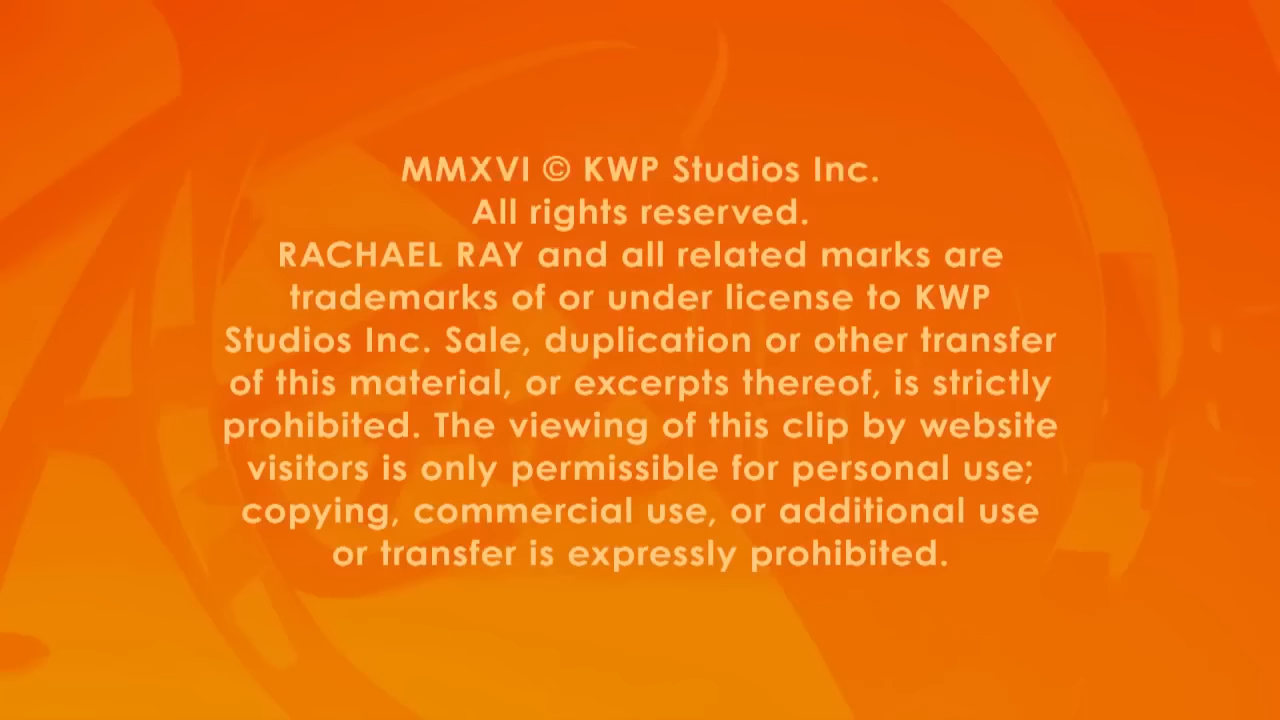 MMXVI © KWP Studios Inc.
All rights reserved.
RACHAEL RAY and all related marks are
trademarks of or under license to KWP
Studios Inc. Sale, duplication or other transfer
of this material, or excerpts thereof, is strictly
prohibited. The viewing of this clip by website
visitors is only permissible for personal use;
copying, commercial use, or additional use
or transfer is expressly prohibited.